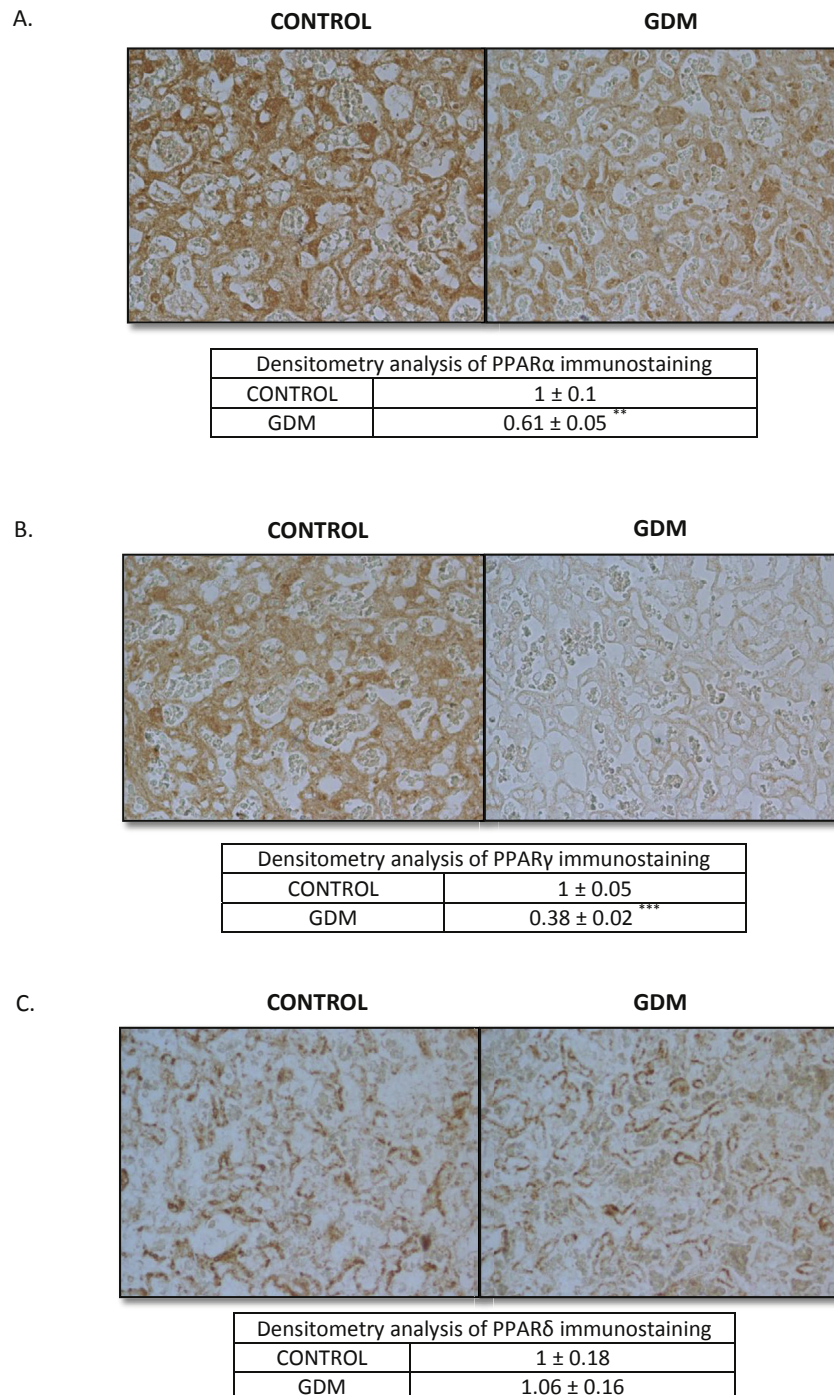 A.
CONTROL GDM
Densitometry analysis of PPARα immunostaining
CONTROL 1 ± 0.1
GDM 0.61 ± 0.05 **
B.
CONTROL GDM
Densitometry analysis of PPARγ immunostaining
CONTROL 1 ± 0.05
GDM 0.38 ± 0.02 ***
C.
CONTROL GDM
Densitometry analysis of PPARδ immunostaining
CONTROL 1 ± 0.18
GDM 1.06 ± 0.16